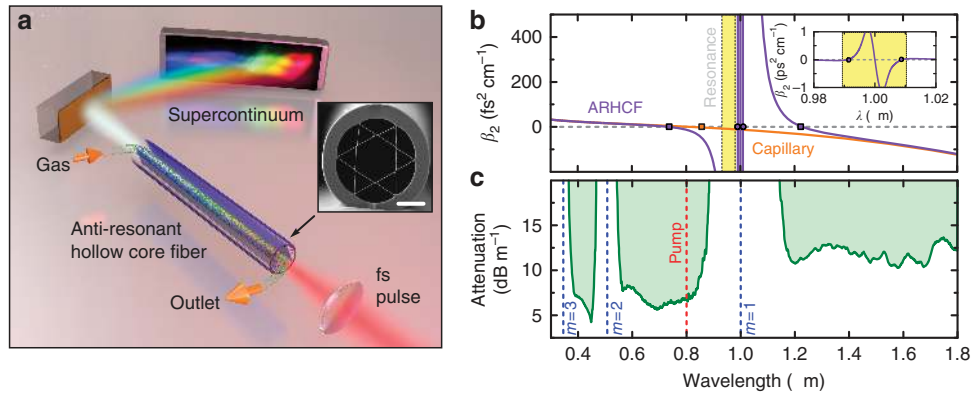 a
Supercontinuum
Gas
Anti-resonant
hollow core fiber
Outlet
fs
pulse
b
β₂ (fs² cm⁻¹)
400
200
0
ARHCF
Resonance
Capillary
β₂ (ps² cm⁻¹)
1
0
−1
0.98 1.00 1.02
λ ( m)
c
Attenuation
(dB m⁻¹)
15
10
5
m=3
m=2
Pump
m=1
0.4 0.6 0.8 1.0 1.2 1.4 1.6 1.8
Wavelength ( m)